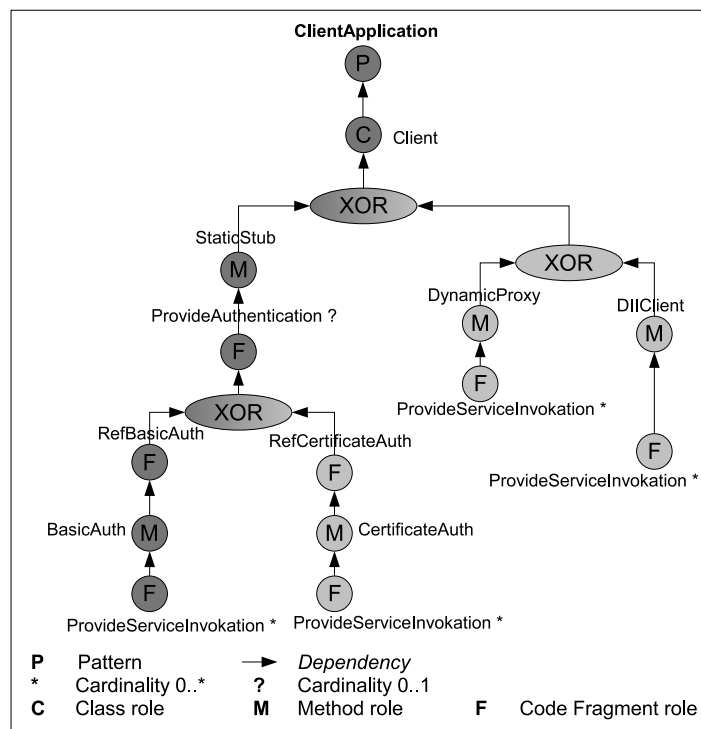 ClientApplication
P
C Client
XOR
StaticStub
XOR
M
DynamicProxy
DIIClient
ProvideAuthentication ?
M
M
F
F
ProvideServiceInvokation *
XOR
RefBasicAuth
RefCertificateAuth
F
F
F
ProvideServiceInvokation *
BasicAuth M
M CertificateAuth
F
F
ProvideServiceInvokation *
ProvideServiceInvokation *
P Pattern Dependency
* Cardinality 0..* ? Cardinality 0..1
C Class role M Method role F Code Fragment role